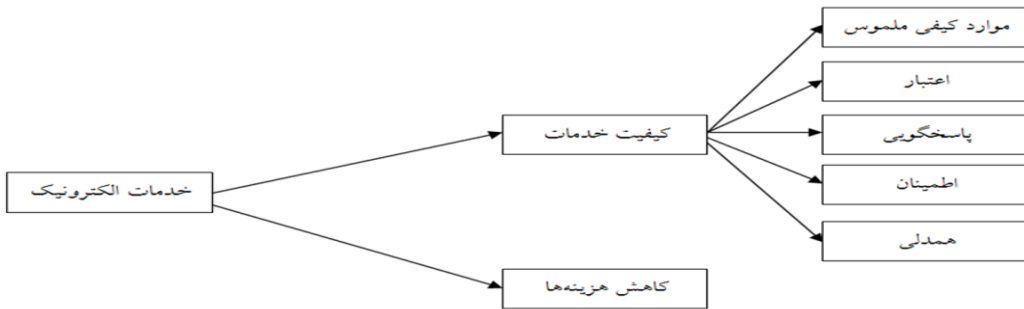 موارد کیفی ملموس
اعتبار
کیفیت خدمات
پاسخگویی
خدمات الکترونیک
اطمینان
همدلی
کاهش هزینه‌ها